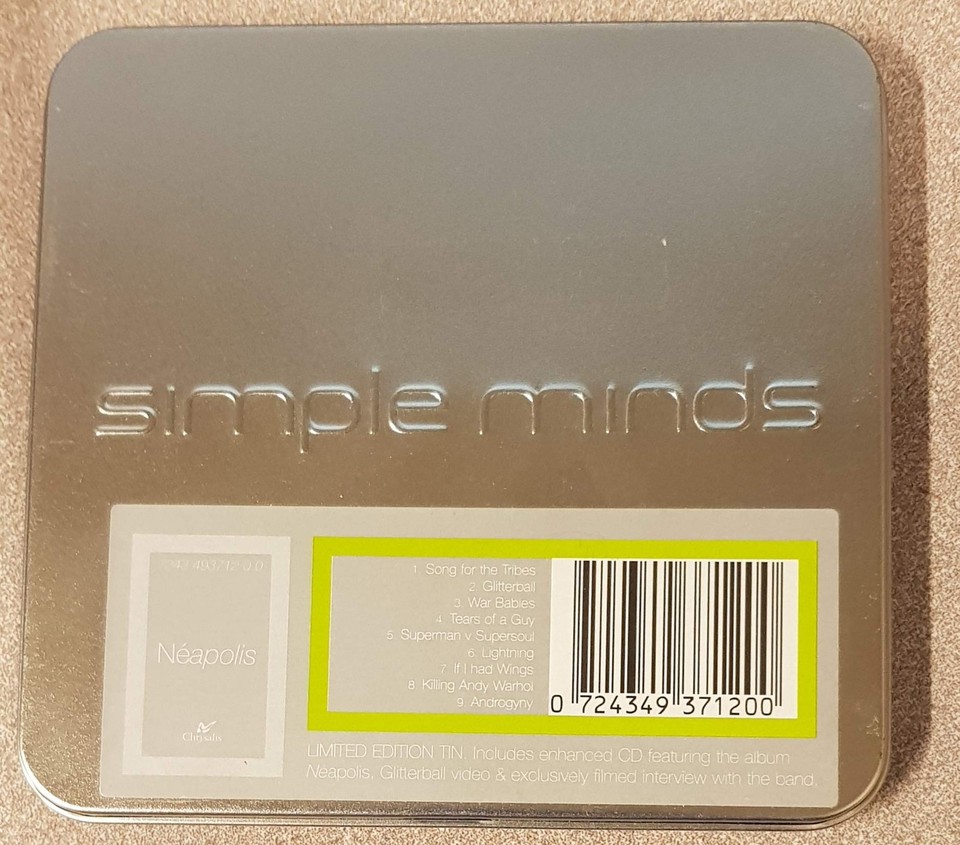 simple minds
Néapolis
Chrysalis
1. Song for the Tribes
2. Glitterball
3. War Babies
4. Tears of a Guy
5. Superman v Supersoul
6. Lightning
7. If I had Wings
8. Killing Andy Warhol
9. Androgyny
0 724349 371200
LIMITED EDITION TIN. Includes enhanced CD featuring the album
Neapolis, Glitterball video & exclusively filmed interview with the band.